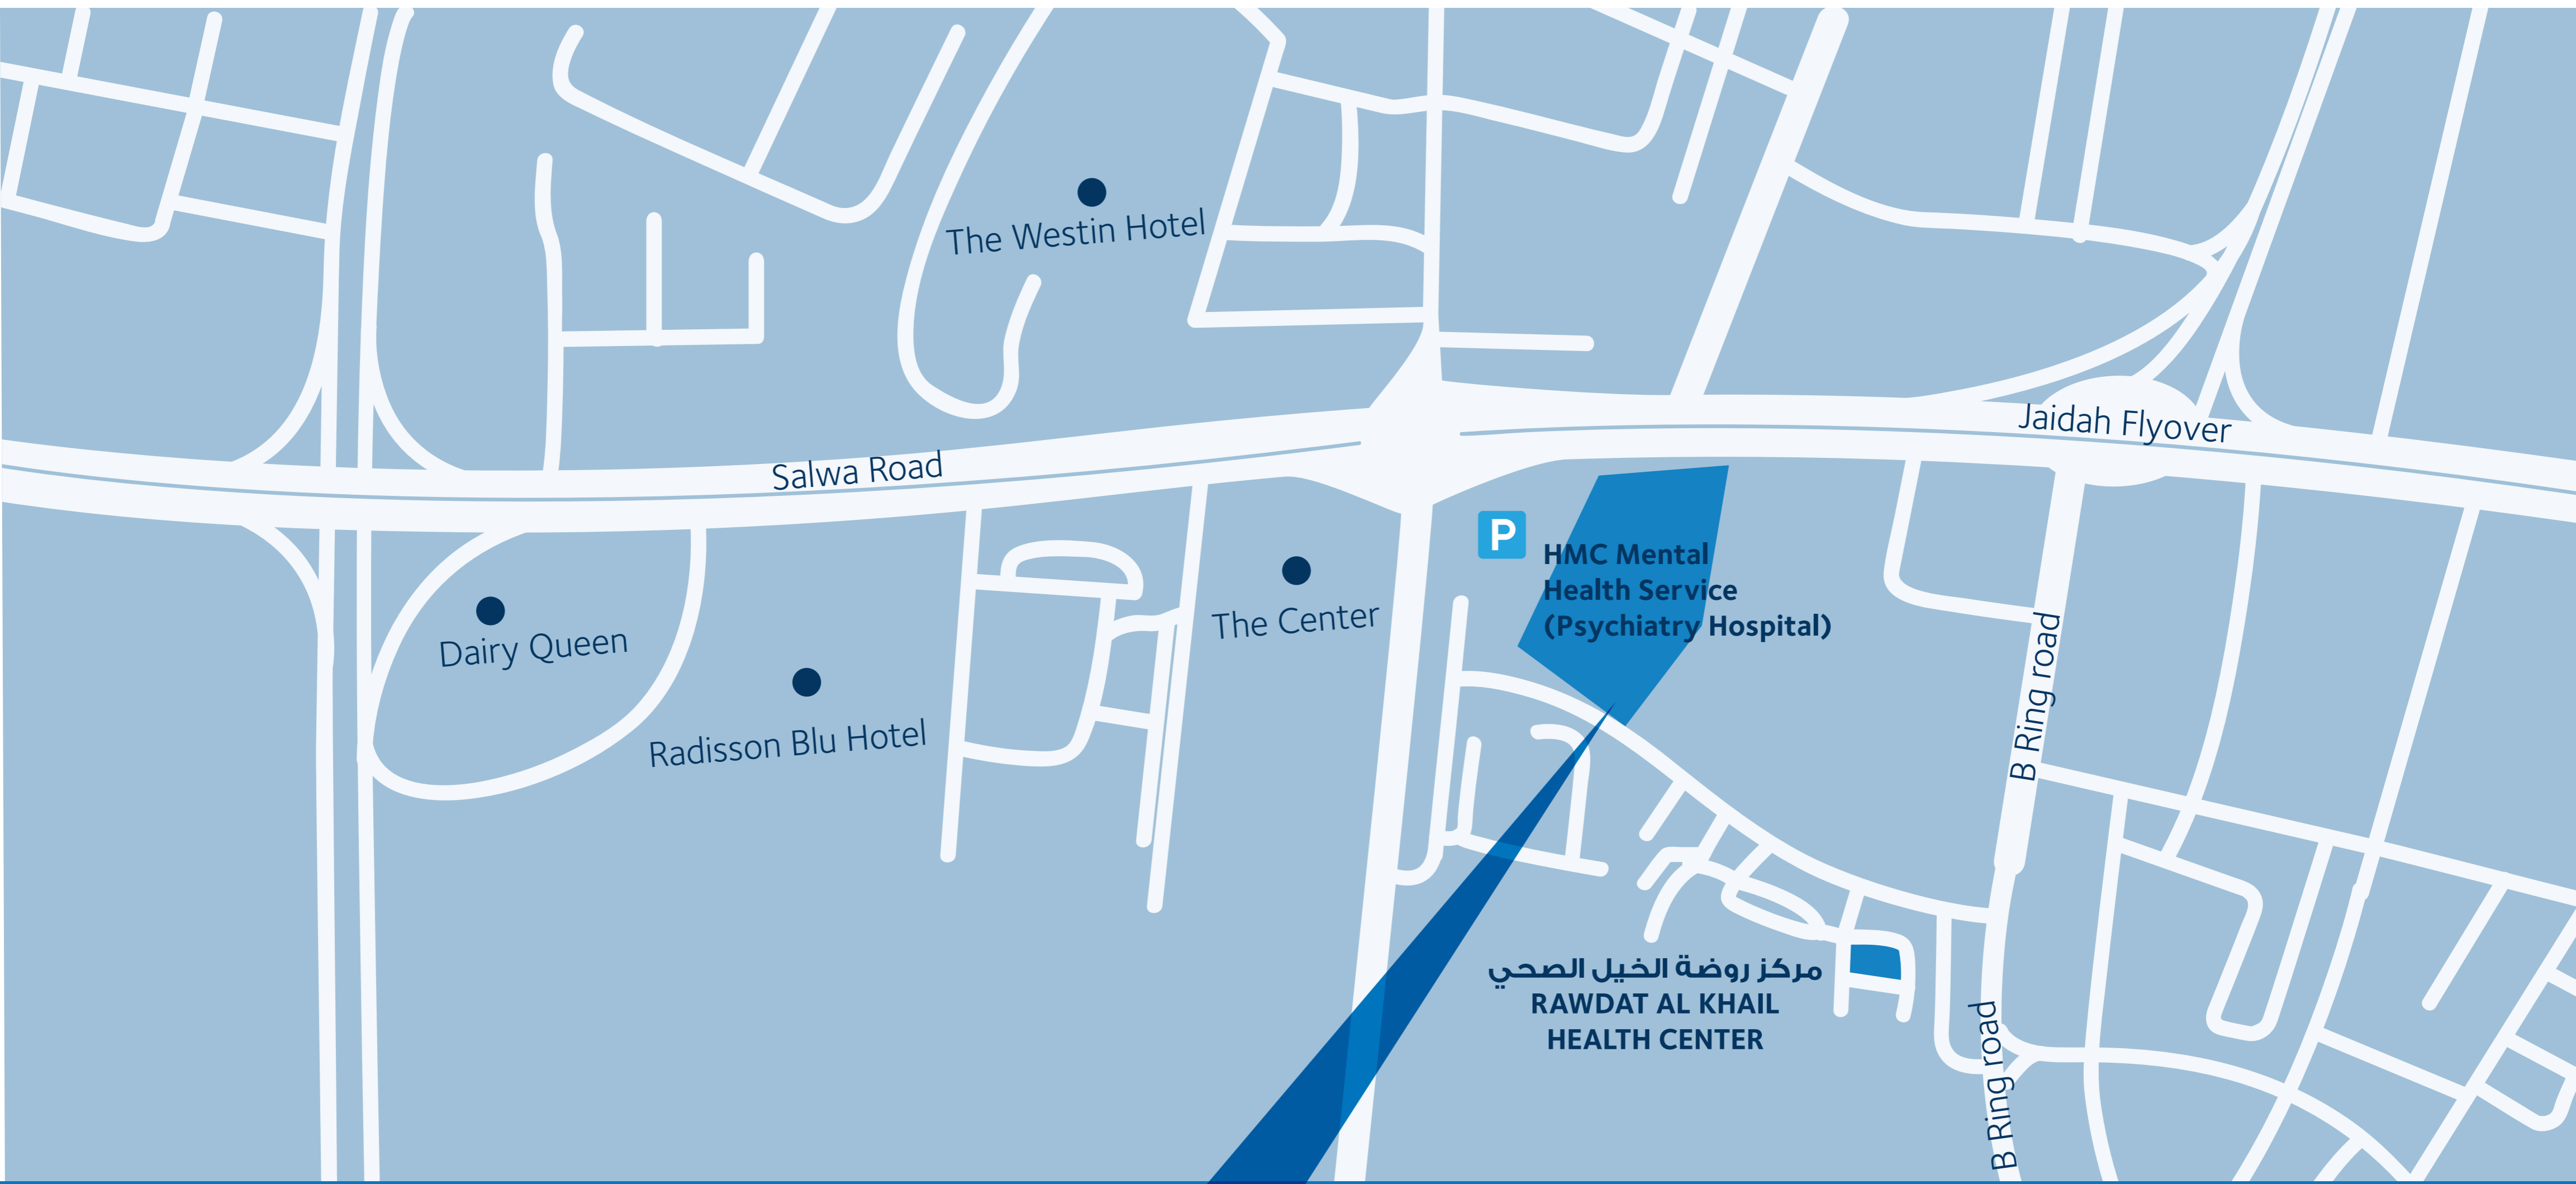 The Westin Hotel
Jaidah Flyover
Salwa Road
P
HMC Mental
Health Service
(Psychiatry Hospital)
The Center
Dairy Queen
Radisson Blu Hotel
B Ring road
مركز روضة الخيل الصحي
RAWDAT AL KHAIL
HEALTH CENTER
B Ring road